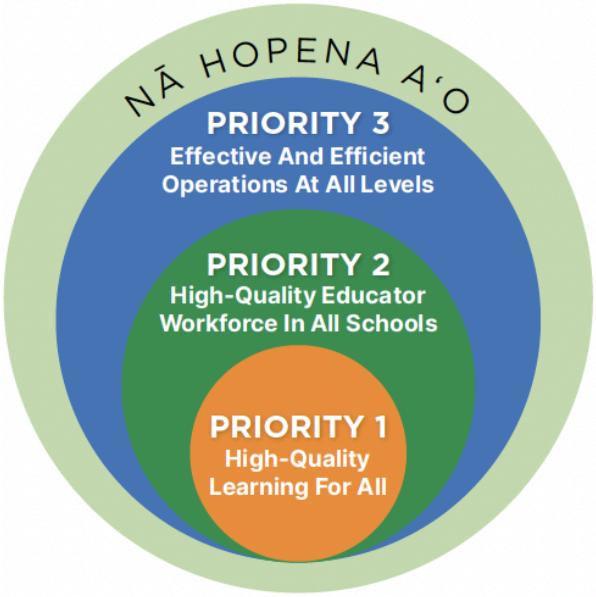 NĀ HOPENA AʻO
PRIORITY 3
Effective And Efficient
Operations At All Levels
PRIORITY 2
High-Quality Educator
Workforce In All Schools
PRIORITY 1
High-Quality
Learning For All